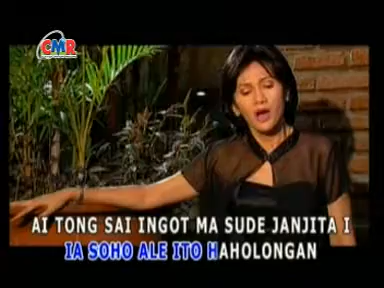 CMR
AI TONG SAI INGOT MA SUDE JANJITA I
IA SOHO ALE ITO HAHOLONGAN